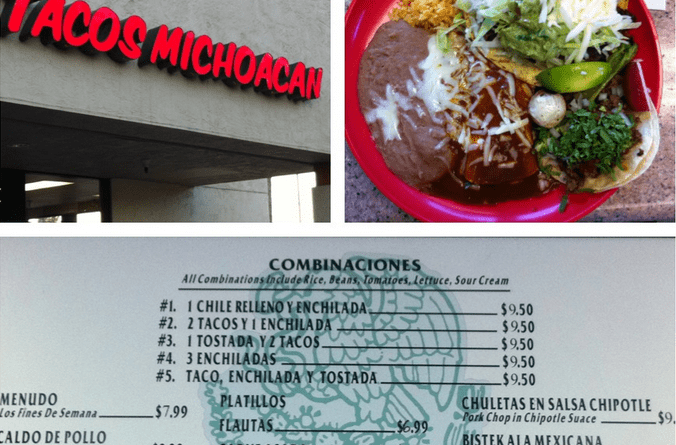 TACOS MICHOACAN
COMBINACIONES
All Combinations Include Rice, Beans, Tomatoes, Lettuce, Sour Cream
#1. 1 CHILE RELLENO Y ENCHILADA $9.50
#2. 2 TACOS Y 1 ENCHILADA $9.50
#3. 1 TOSTADA Y 2 TACOS $9.50
#4. 3 ENCHILADAS $9.50
#5. TACO, ENCHILADA Y TOSTADA $9.50
MENUDO
Los Fines De Semana $7.99
CALDO DE POLLO
PLATILLOS
FLAUTAS $6.99
CHULETAS EN SALSA CHIPOTLE
Pork Chop in Chipotle Suace $9.
BISTEK A LA MEXICANA